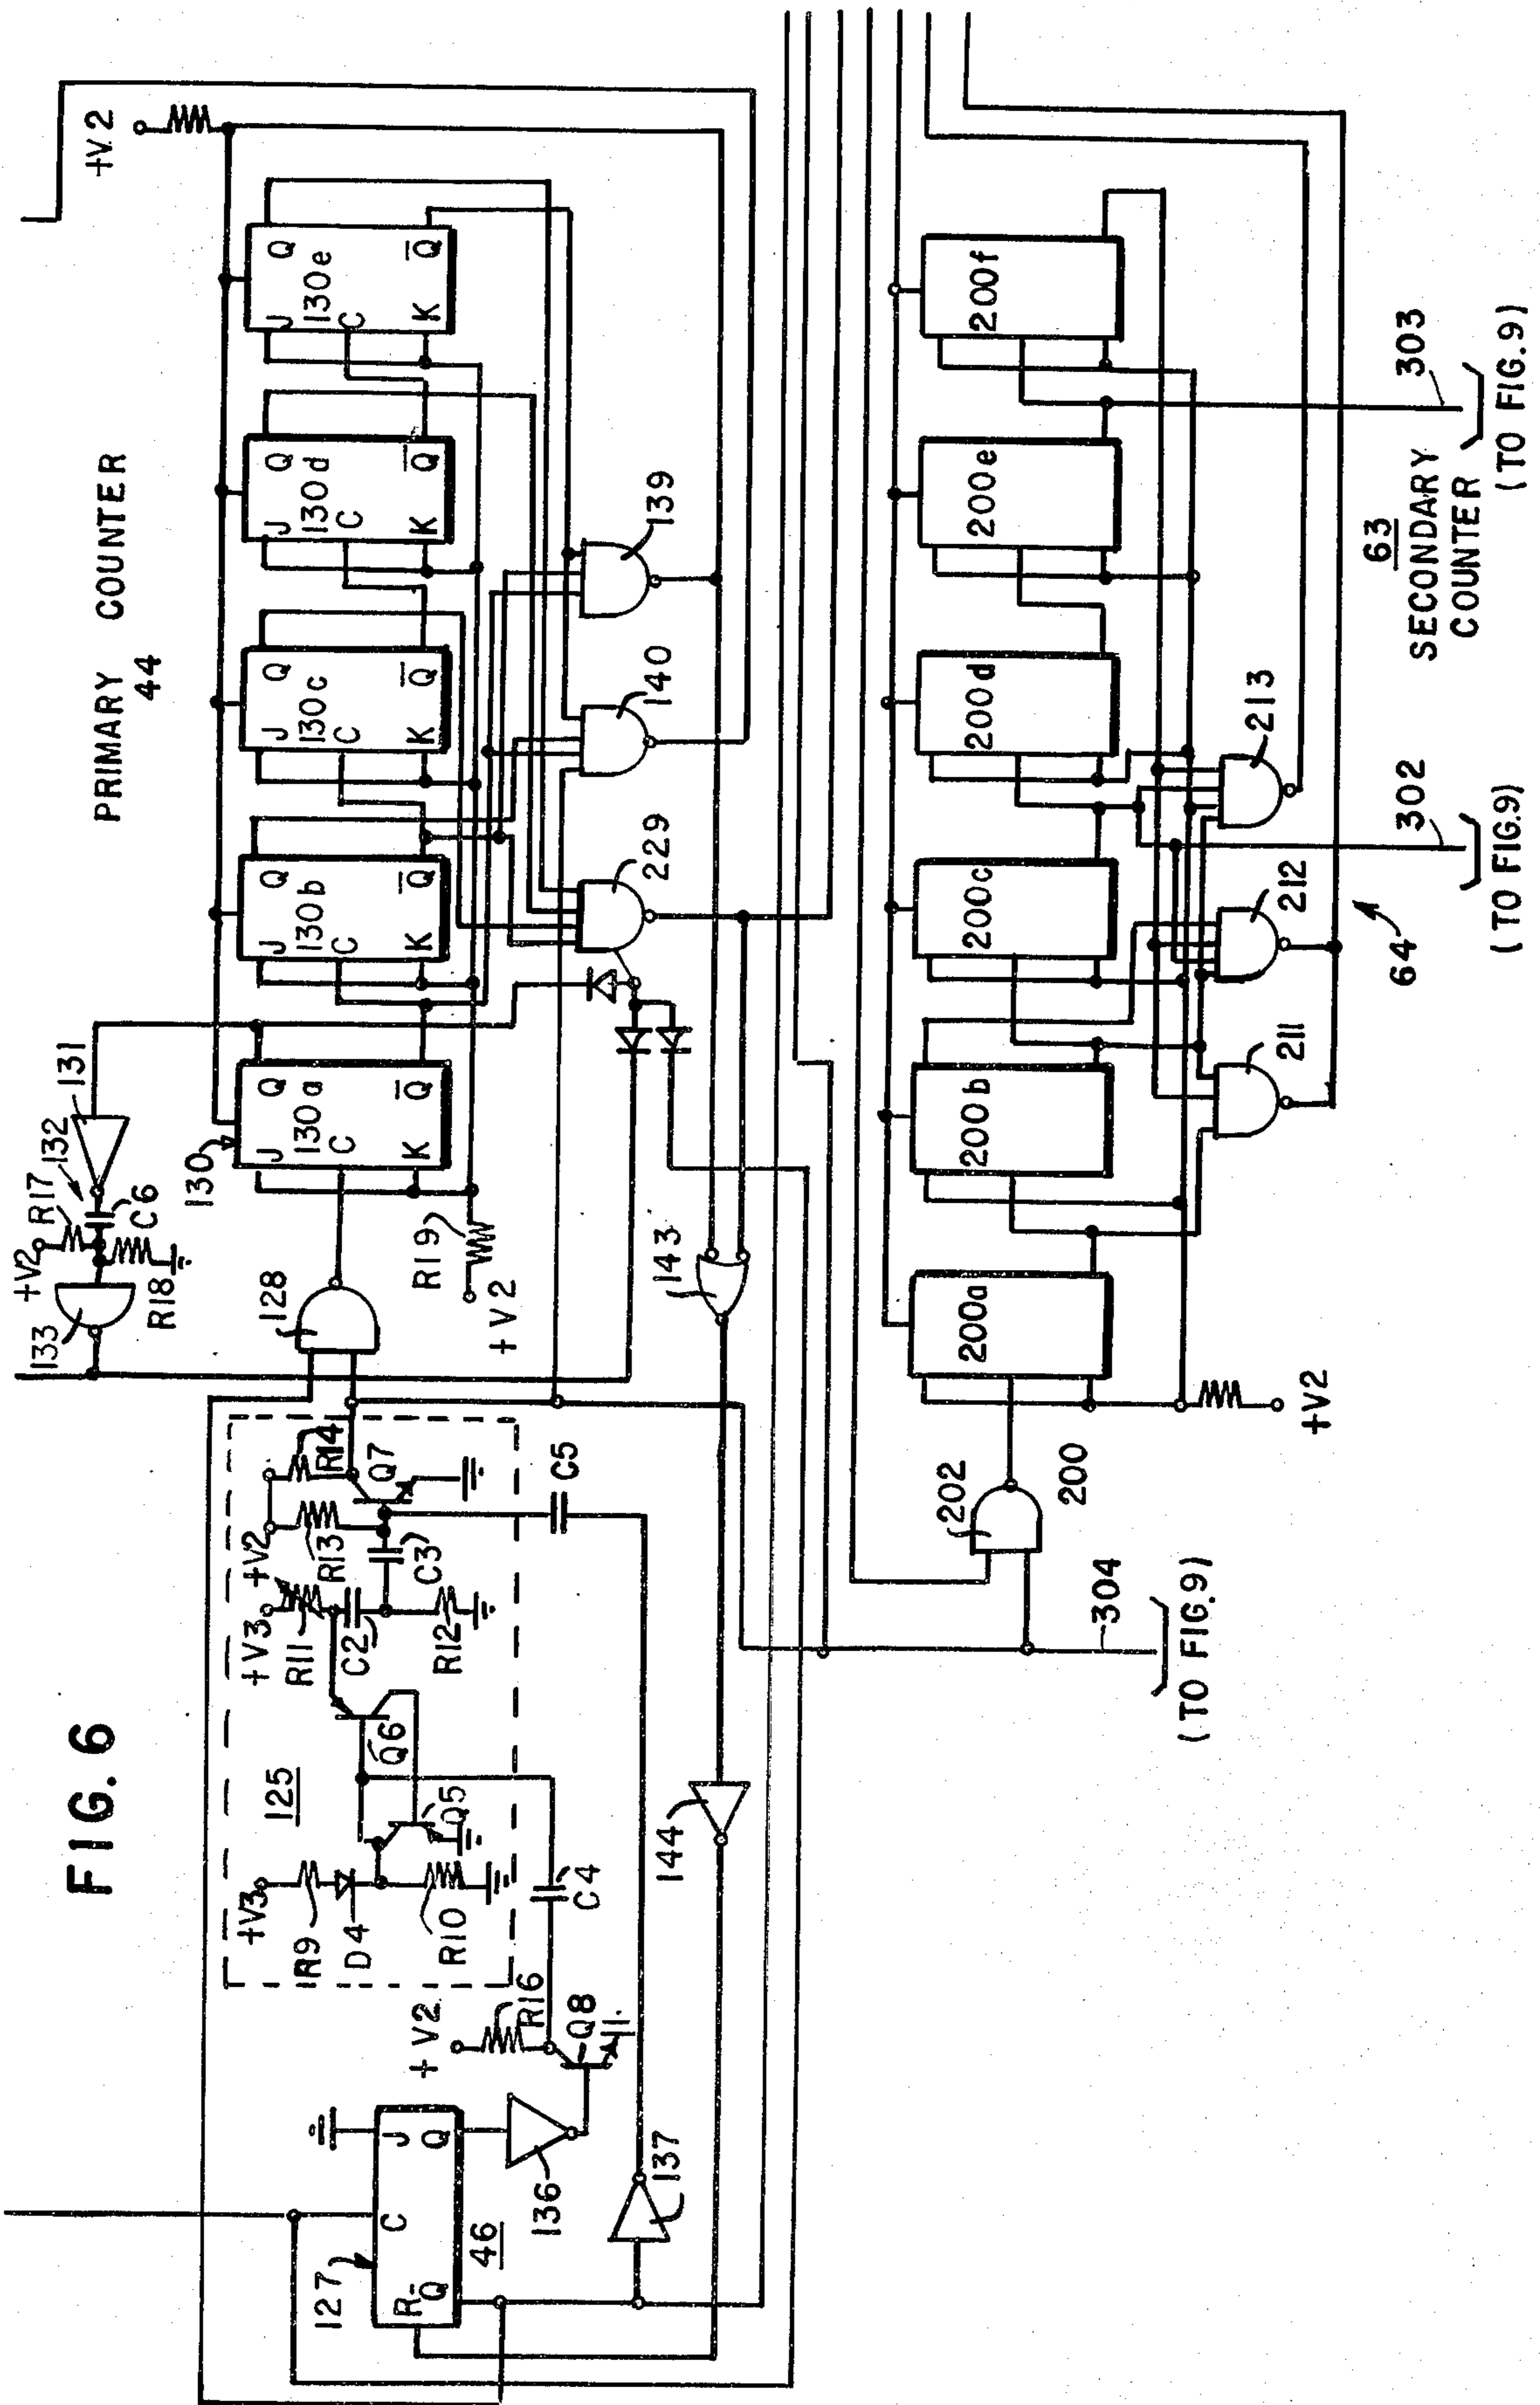 FIG. 6
PRIMARY COUNTER
44
+V2
J Q
130e
C
K Q̅
J Q
130d
C
K Q̅
J Q
130c
C
K Q̅
J Q
130b
C
K Q̅
J Q
130a
C
K Q̅
130
131
132
R17
C6
+V2
R18
133
128
R19
+V2
139
140
229
143
144
125
+V3
R9
D4
R10
Q5
Q6
+V3
R11
C2
R12
+V2
R13
C3
R14
Q7
C5
C4
+V2
R16
Q8
127
C
J
R
Q̅
Q
46
136
137
200a
200b
200c
200d
200e
200f
202
200
+V2
211
212
213
64
302
(TO FIG.9)
303
(TO FIG.9)
304
(TO FIG.9)
63
SECONDARY
COUNTER